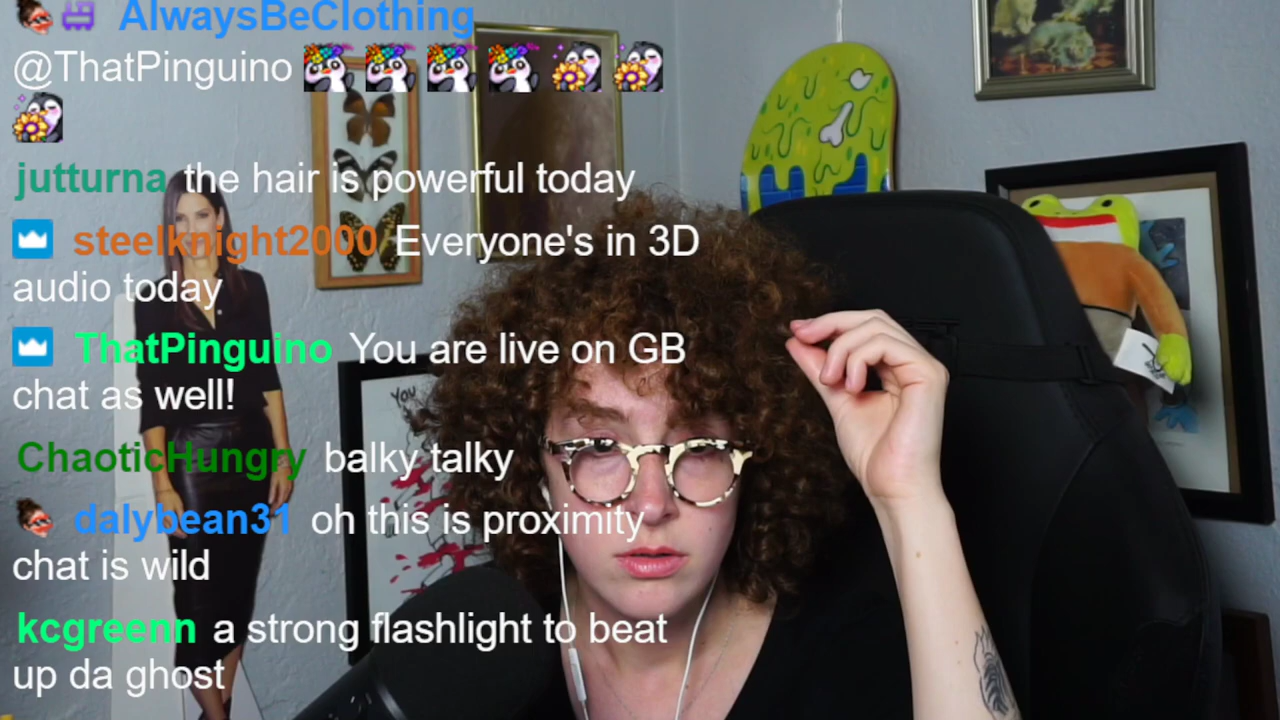 AlwaysBeClothing
@ThatPinguino
jutturna the hair is powerful today
steelknight2000 Everyone's in 3D
audio today
ThatPinguino You are live on GB
chat as well!
YOU
ChaoticHungry balky talky
dalybean31 oh this is proximity
chat is wild
kcgreenn a strong flashlight to beat
up da ghost